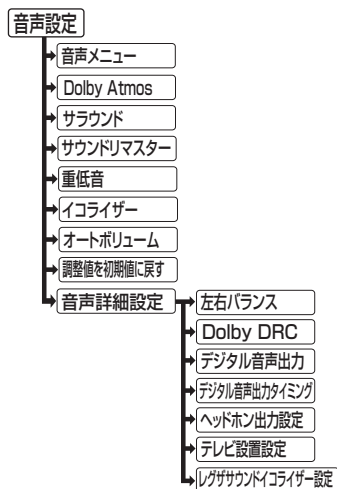 音声設定
音声メニュー
Dolby Atmos
サラウンド
サウンドリマスター
重低音
イコライザー
オートボリューム
調整値を初期値に戻す
音声詳細設定
左右バランス
Dolby DRC
デジタル音声出力
デジタル音声出力タイミング
ヘッドホン出力設定
テレビ設置設定
レグザサウンドイコライザー設定